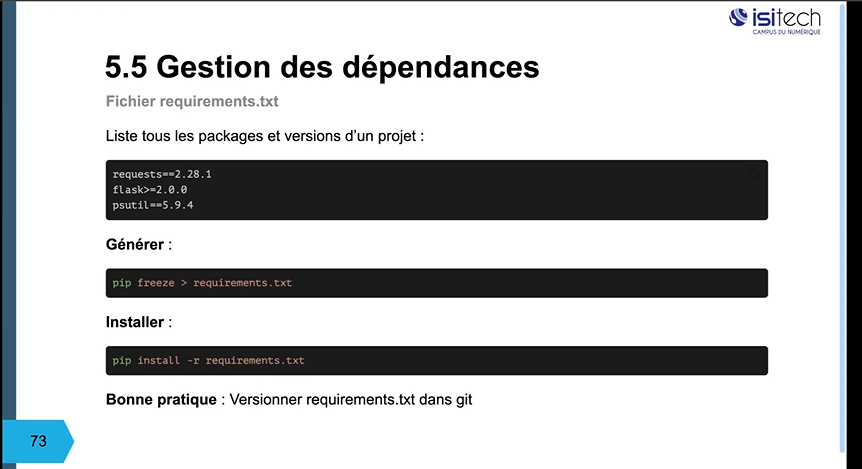 isitech
CAMPUS DU NUMÉRIQUE
5.5 Gestion des dépendances
Fichier requirements.txt
Liste tous les packages et versions d’un projet :
requests==2.28.1
flask>=2.0.0
psutil==5.9.4
Générer :
pip freeze > requirements.txt
Installer :
pip install -r requirements.txt
Bonne pratique : Versionner requirements.txt dans git
73